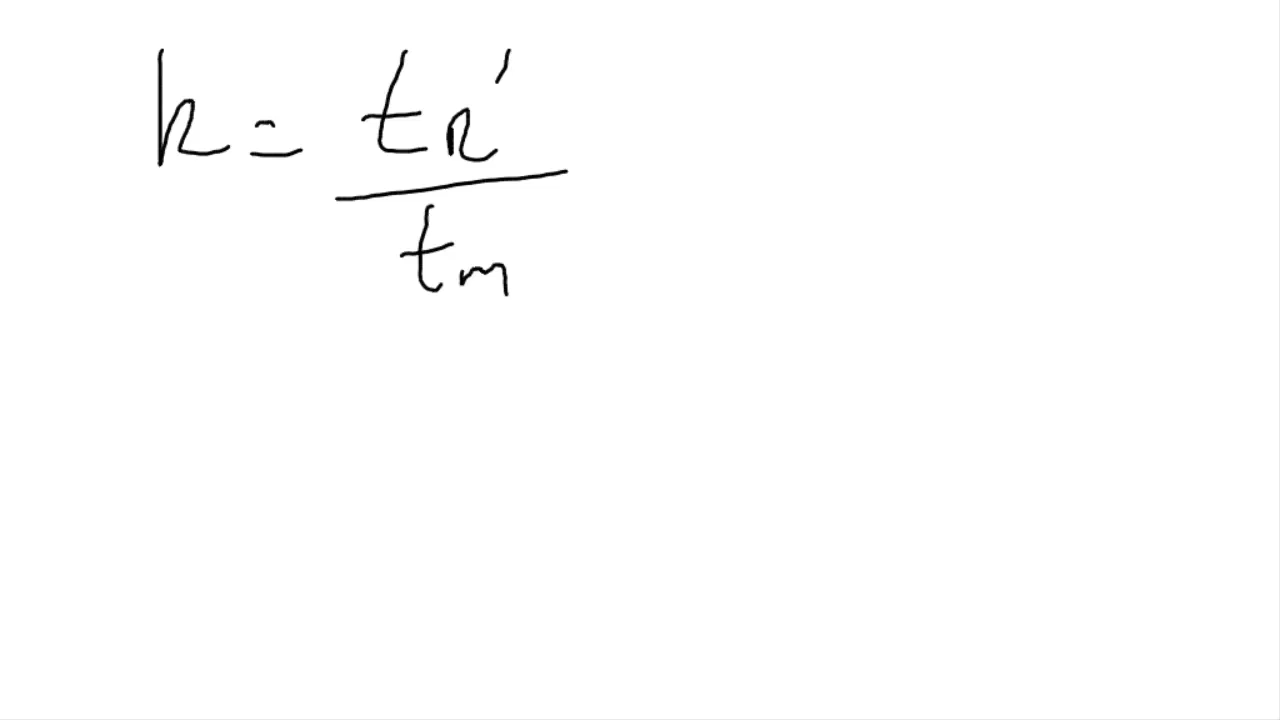 k = tR'
tm